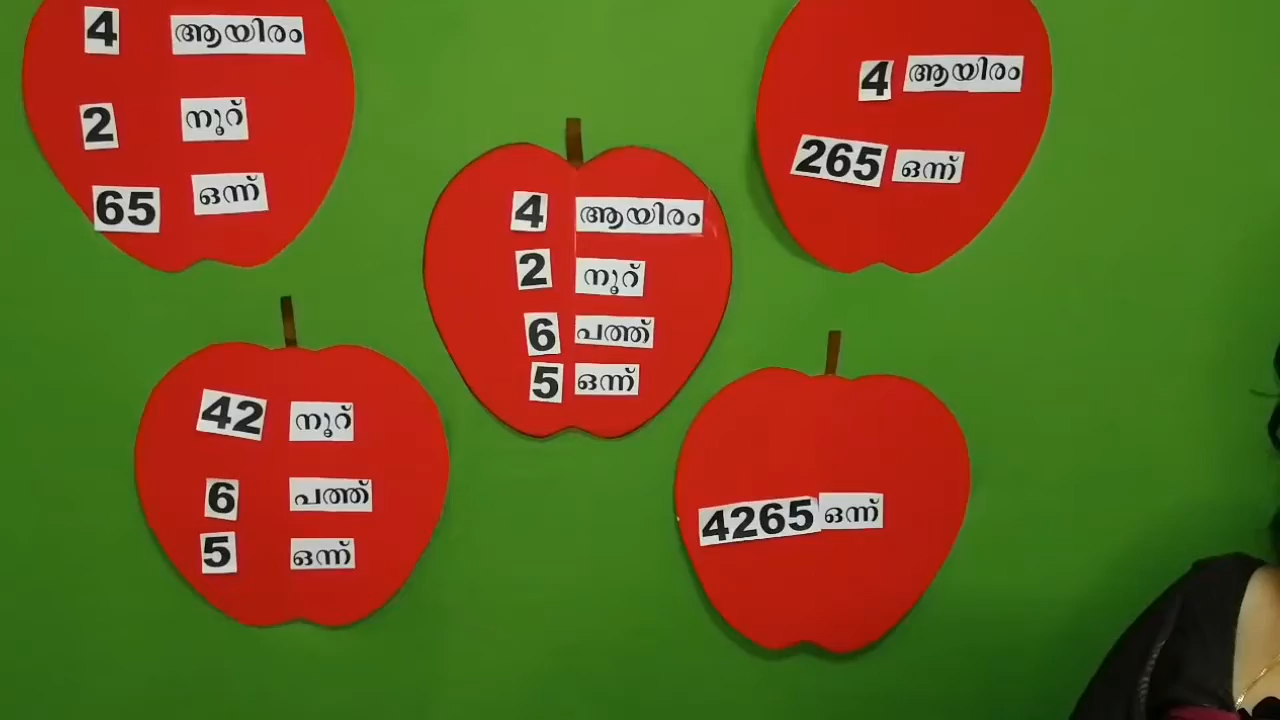 4 ആയിരം
2 നൂറ്
65 ഒന്ന്
4 ആയിരം
265 ഒന്ന്
4 ആയിരം
2 നൂറ്
6 പത്ത്
5 ഒന്ന്
42 നൂറ്
6 പത്ത്
5 ഒന്ന്
4265 ഒന്ന്